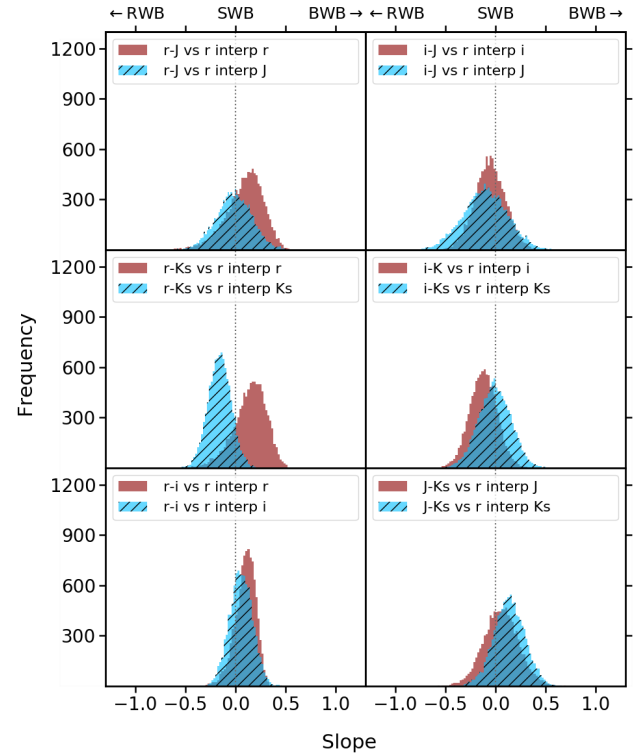 ←RWB SWB BWB→ ←RWB SWB BWB→
1200
900
600
300
r-J vs r interp r
r-J vs r interp J
i-J vs r interp i
i-J vs r interp J
1200
900
600
300
r-Ks vs r interp r
r-Ks vs r interp Ks
i-K vs r interp i
i-Ks vs r interp Ks
1200
900
600
300
r-i vs r interp r
r-i vs r interp i
J-Ks vs r interp J
J-Ks vs r interp Ks
Frequency
−1.0 −0.5 0.0 0.5 1.0 −1.0 −0.5 0.0 0.5 1.0
Slope